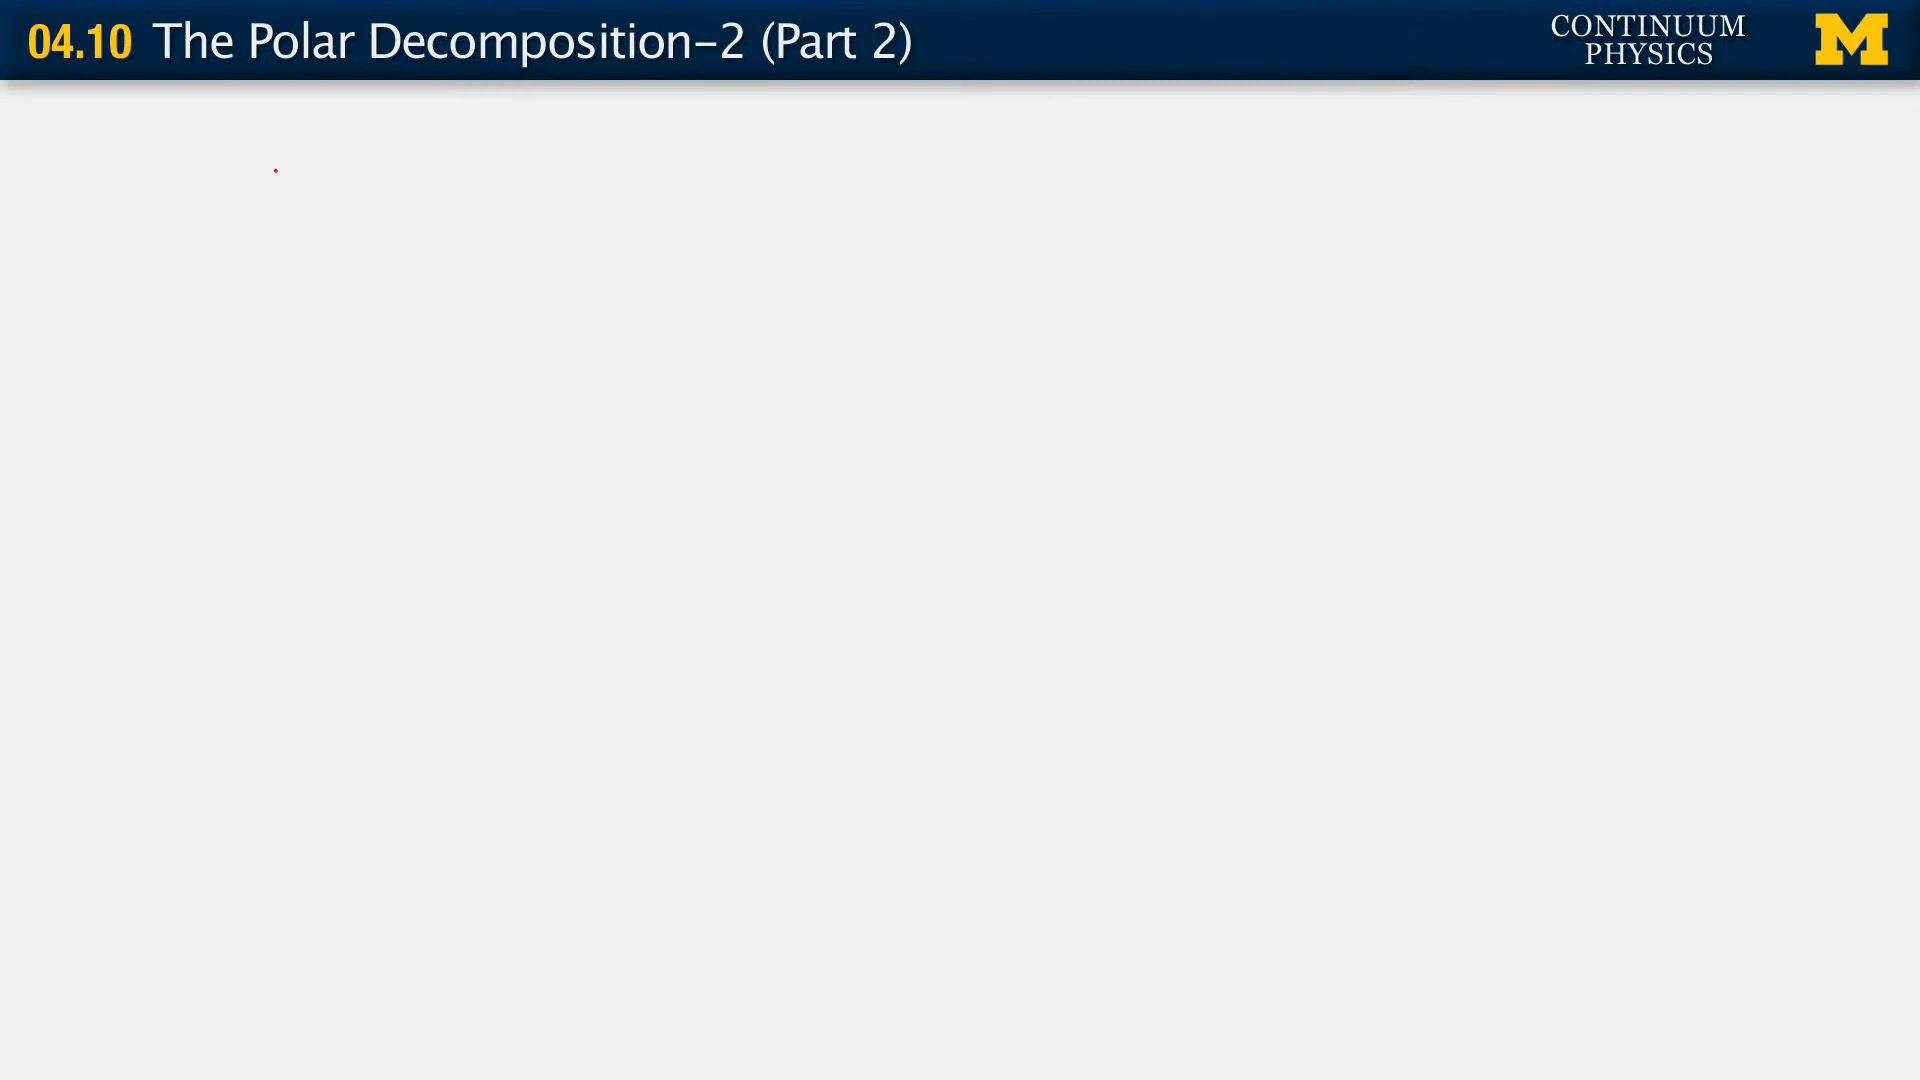 04.10 The Polar Decomposition–2 (Part 2)
CONTINUUM
PHYSICS
M